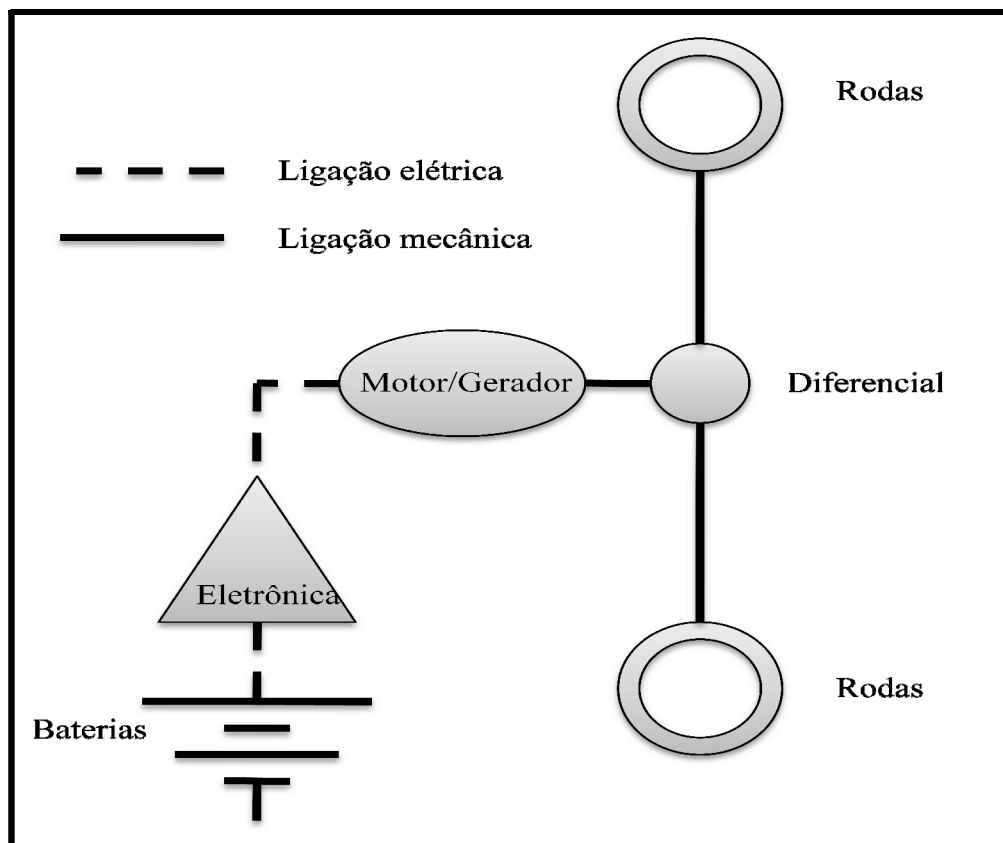 Rodas
Ligação elétrica
Ligação mecânica
Motor/Gerador
Diferencial
Eletrônica
Rodas
Baterias